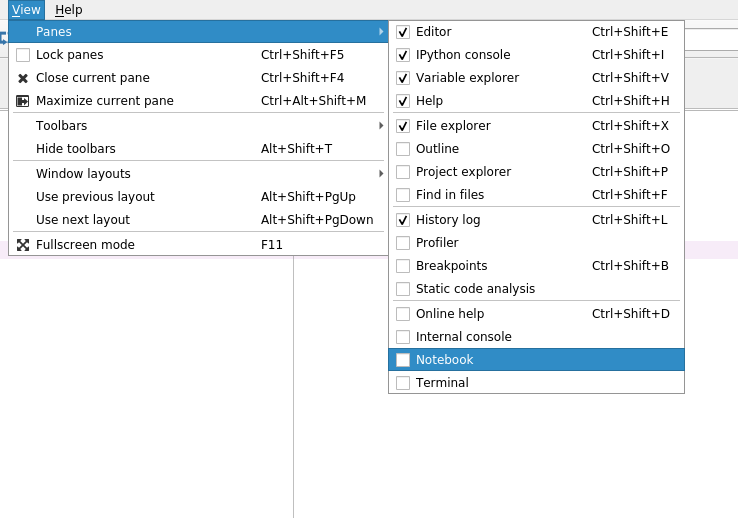 View Help
Panes
Lock panes Ctrl+Shift+F5
Close current pane Ctrl+Shift+F4
Maximize current pane Ctrl+Alt+Shift+M
Toolbars
Hide toolbars Alt+Shift+T
Window layouts
Use previous layout Alt+Shift+PgUp
Use next layout Alt+Shift+PgDown
Fullscreen mode F11
Editor Ctrl+Shift+E
IPython console Ctrl+Shift+I
Variable explorer Ctrl+Shift+V
Help Ctrl+Shift+H
File explorer Ctrl+Shift+X
Outline Ctrl+Shift+O
Project explorer Ctrl+Shift+P
Find in files Ctrl+Shift+F
History log Ctrl+Shift+L
Profiler
Breakpoints Ctrl+Shift+B
Static code analysis
Online help Ctrl+Shift+D
Internal console
Notebook
Terminal